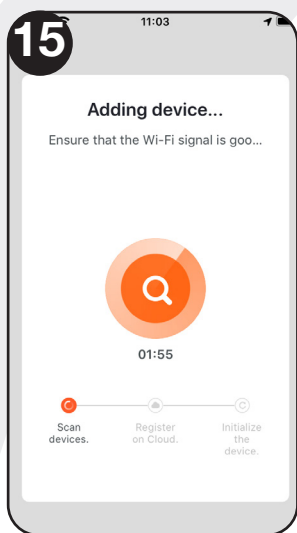 15
11:03
Adding device...
Ensure that the Wi-Fi signal is goo...
01:55
Scan
devices.
Register
on Cloud.
Initialize
the
device.